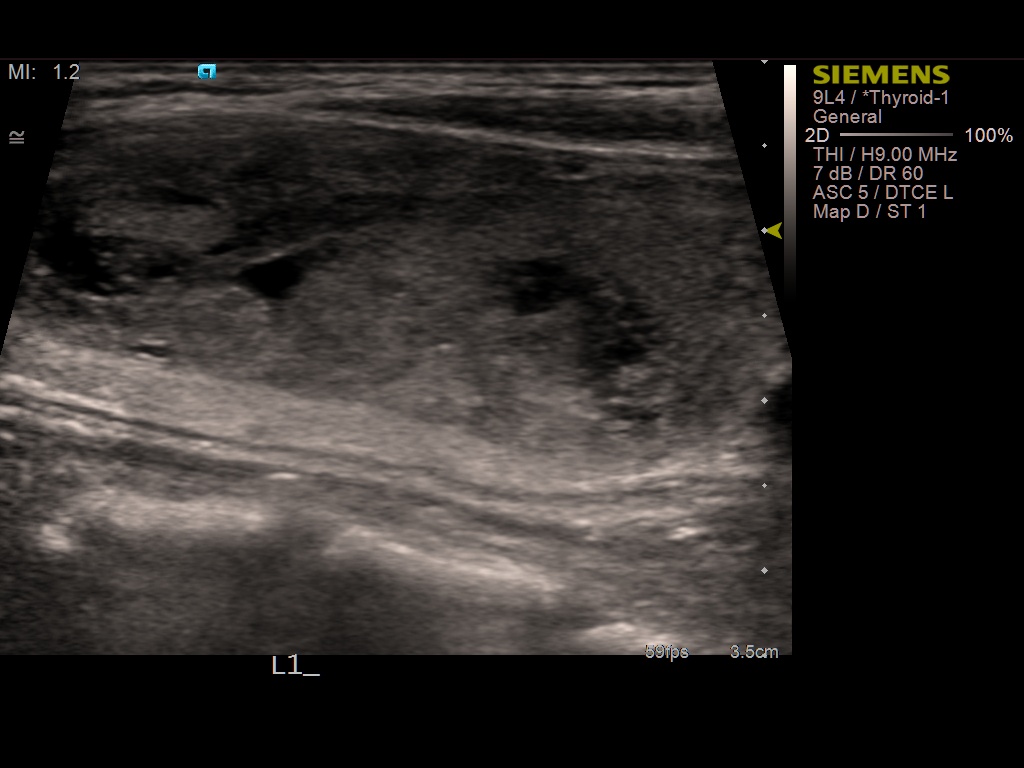 MI: 1.2
SIEMENS
9L4 / *Thyroid-1
General
2D 100%
THI / H9.00 MHz
7 dB / DR 60
ASC 5 / DTCE L
Map D / ST 1
59fps 3.5cm
L1_